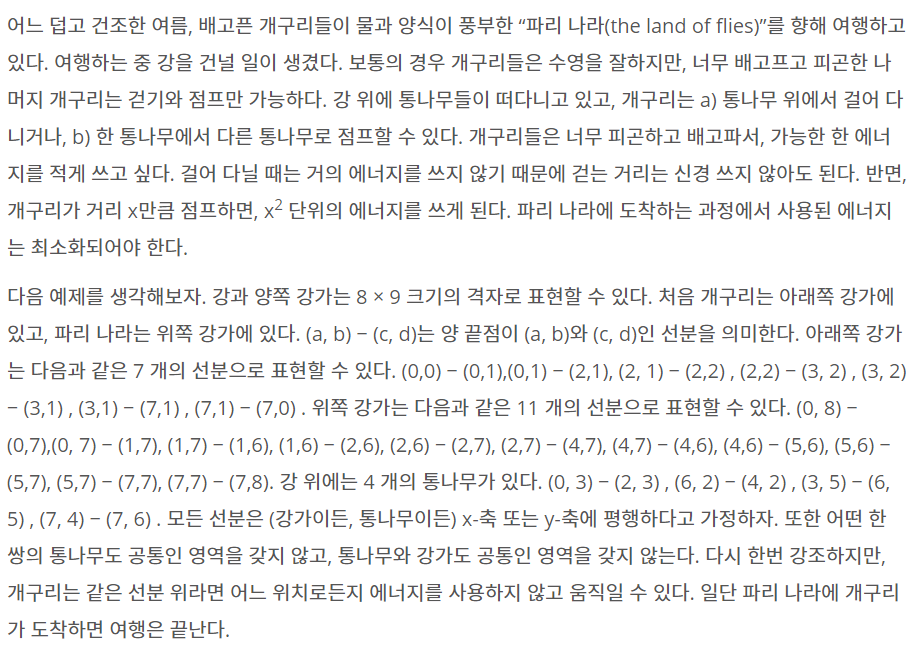 어느 덥고 건조한 여름, 배고픈 개구리들이 물과 양식이 풍부한 “파리 나라(the land of flies)”를 향해 여행하고
있다. 여행하는 중 강을 건널 일이 생겼다. 보통의 경우 개구리들은 수영을 잘하지만, 너무 배고프고 피곤한 나
머지 개구리는 걷기와 점프만 가능하다. 강 위에 통나무들이 떠다니고 있고, 개구리는 a) 통나무 위에서 걸어 다
니거나, b) 한 통나무에서 다른 통나무로 점프할 수 있다. 개구리들은 너무 피곤하고 배고파서, 가능한 한 에너
지를 적게 쓰고 싶다. 걸어 다닐 때는 거의 에너지를 쓰지 않기 때문에 걷는 거리는 신경 쓰지 않아도 된다. 반면,
개구리가 거리 x만큼 점프하면, x² 단위의 에너지를 쓰게 된다. 파리 나라에 도착하는 과정에서 사용된 에너지
는 최소화되어야 한다.
다음 예제를 생각해보자. 강과 양쪽 강가는 8 × 9 크기의 격자로 표현할 수 있다. 처음 개구리는 아래쪽 강가에
있고, 파리 나라는 위쪽 강가에 있다. (a, b) − (c, d)는 양 끝점이 (a, b)와 (c, d)인 선분을 의미한다. 아래쪽 강가
는 다음과 같은 7 개의 선분으로 표현할 수 있다. (0,0) − (0,1),(0,1) − (2,1), (2, 1) − (2,2) , (2,2) − (3, 2) , (3, 2)
− (3,1) , (3,1) − (7,1) , (7,1) − (7,0) . 위쪽 강가는 다음과 같은 11 개의 선분으로 표현할 수 있다. (0, 8) −
(0,7),(0, 7) − (1,7), (1,7) − (1,6), (1,6) − (2,6), (2,6) − (2,7), (2,7) − (4,7), (4,7) − (4,6), (4,6) − (5,6), (5,6) −
(5,7), (5,7) − (7,7), (7,7) − (7,8). 강 위에는 4 개의 통나무가 있다. (0, 3) − (2, 3) , (6, 2) − (4, 2) , (3, 5) − (6,
5) , (7, 4) − (7, 6) . 모든 선분은 (강가이든, 통나무이든) x-축 또는 y-축에 평행하다고 가정하자. 또한 어떤 한
쌍의 통나무도 공통인 영역을 갖지 않고, 통나무와 강가도 공통인 영역을 갖지 않는다. 다시 한번 강조하지만,
개구리는 같은 선분 위라면 어느 위치로든지 에너지를 사용하지 않고 움직일 수 있다. 일단 파리 나라에 개구리
가 도착하면 여행은 끝난다.